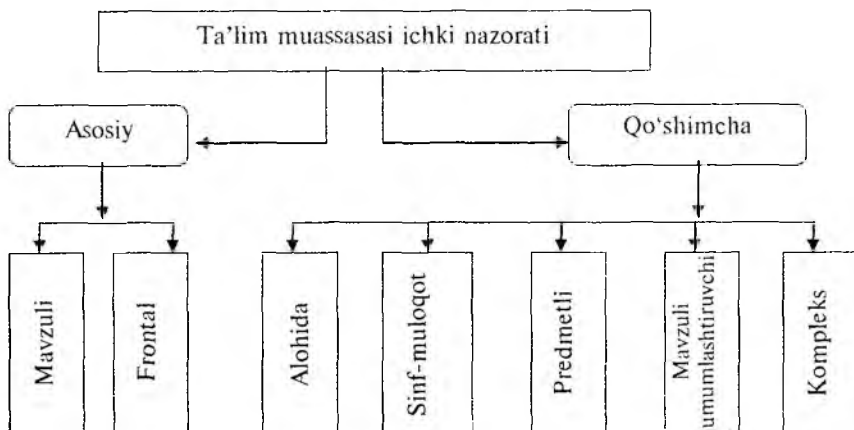 Ta’lim muassasasi ichki nazorati
Asosiy
Qo‘shimcha
Mavzuli
Frontal
Alohida
Sinf-muloqot
Predmetli
Mavzuli
umumlashtiruvchi
Kompleks